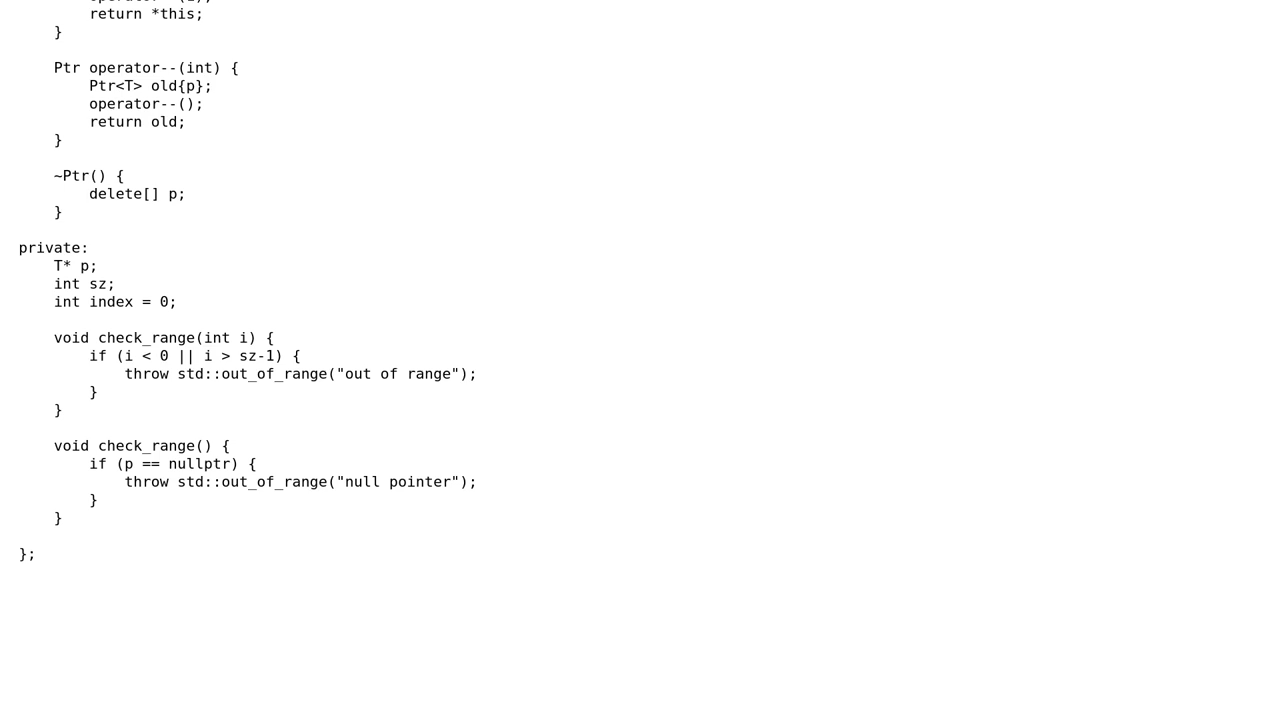 return *this;
}
Ptr operator--(int) {
Ptr<T> old{p};
operator--();
return old;
}
~Ptr() {
delete[] p;
}
private:
T* p;
int sz;
int index = 0;
void check_range(int i) {
if (i < 0 || i > sz-1) {
throw std::out_of_range("out of range");
}
}
void check_range() {
if (p == nullptr) {
throw std::out_of_range("null pointer");
}
}
};